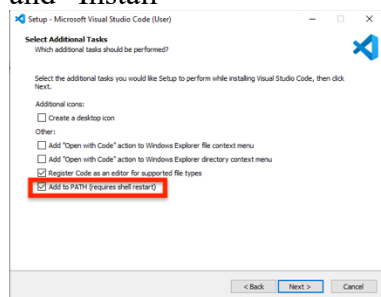 and "Install"
Setup - Microsoft Visual Studio Code (User)
Select Additional Tasks
Which additional tasks should be performed?
Select the additional tasks you would like Setup to perform while installing Visual Studio Code, then click
Next.
Additional icons:
Create a desktop icon
Other:
Add "Open with Code" action to Windows Explorer file context menu
Add "Open with Code" action to Windows Explorer directory context menu
Register Code as an editor for supported file types
Add to PATH (requires shell restart)
< Back Next > Cancel